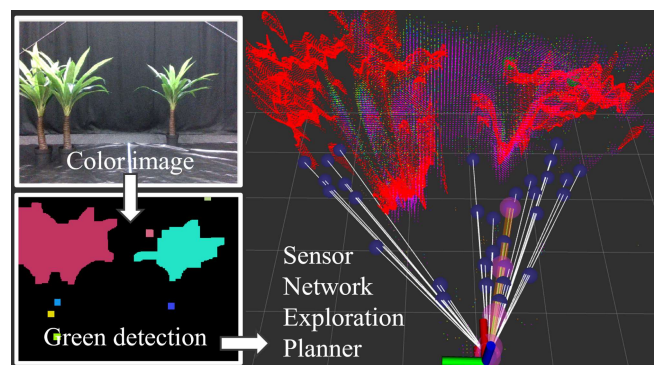 Color image
Green detection
Sensor
Network
Exploration
Planner